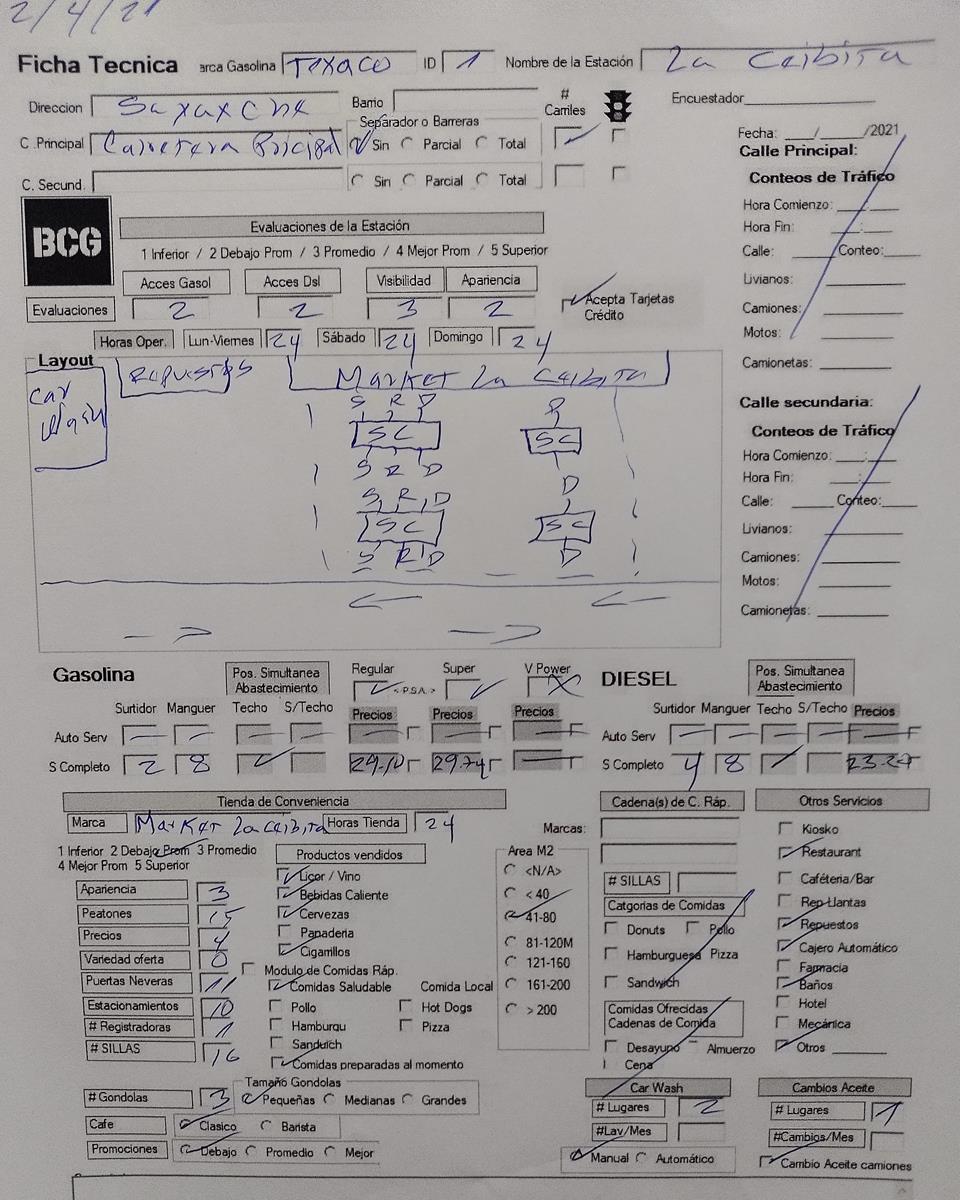 2/4/21
Ficha Tecnica arca Gasolina Texaco ID 1 Nombre de la Estación La Ceibita
Direccion Saxaxche Barrio # Carriles Encuestador
Separador o Barreras
C .Principal Carretera Pricipal Sin Parcial Total Fecha: / /2021
C. Secund. Sin Parcial Total Calle Principal:
Conteos de Tráfico
BCG
Evaluaciones de la Estación Hora Comienzo: :
1 Inferior / 2 Debajo Prom / 3 Promedio / 4 Mejor Prom / 5 Superior Hora Fin: :
Acces Gasol Acces Dsl Visibilidad Apariencia Calle: Conteo:
Evaluaciones 2 2 3 2 Acepta Tarjetas Crédito Livianos:
Camiones:
Horas Oper. Lun-Viernes 24 Sábado 24 Domingo 24 Motos:
Layout Camionetas:
Car Wash Repuestos Market La Ceibita
S R D D
SC SC
S R D
S R D D
SC SC
S R D D
Calle secundaria:
Conteos de Tráfico
Hora Comienzo: :
Hora Fin: :
Calle: Conteo:
Livianos:
Camiones:
Motos:
Camionetas:
Gasolina Pos. Simultanea Abastecimiento Regular < P.S.A. > Super V Power DIESEL Pos. Simultanea Abastecimiento
Surtidor Manguer Techo S/Techo Precios Precios Precios Surtidor Manguer Techo S/Techo Precios
Auto Serv — — — — — — — Auto Serv — — — — —
S Completo 2 8 29.74 — S Completo 4 8
Tienda de Conveniencia Cadena(s) de C. Ráp. Otros Servicios
Marca Market La Ceibita Horas Tienda 24 Marcas:
1 Inferior 2 Debajo Prom 3 Promedio
4 Mejor Prom 5 Superior
Apariencia 3
Peatones 15
Precios 4
Variedad oferta 0
Puertas Neveras 11
Estacionamientos 10
# Registradoras 1
# SILLAS 16
Productos vendidos
Licor / Vino
Bebidas Caliente
Cervezas
Panaderia
Cigarrillos
Modulo de Comidas Ráp.
Comidas Saludable Comida Local
Pollo Hot Dogs
Hamburqu Pizza
Sanduich
Comidas preparadas al momento
Area M2
<N/A>
< 40
41-80
81-120M
121-160
161-200
> 200
# SILLAS
Catgorias de Comidas
Donuts Pollo
Hamburguesa Pizza
Sandwich
Comidas Ofrecidas
Cadenas de Comida
Desayuno Almuerzo
Cena
Kiosko
Restaurant
Caféteria/Bar
Rep Llantas
Repuestos
Cajero Automático
Farmacia
Baños
Hotel
Mecánica
Otros
# Gondolas 3 Tamaño Gondolas
Pequeñas Medianas Grandes
Cafe Clasico Barista
Promociones Debajo Promedio Mejor
Car Wash
# Lugares 2
#Lav/Mes
Manual Automático
Cambios Aceite
# Lugares 1
#Cambios/Mes
Cambio Aceite camiones